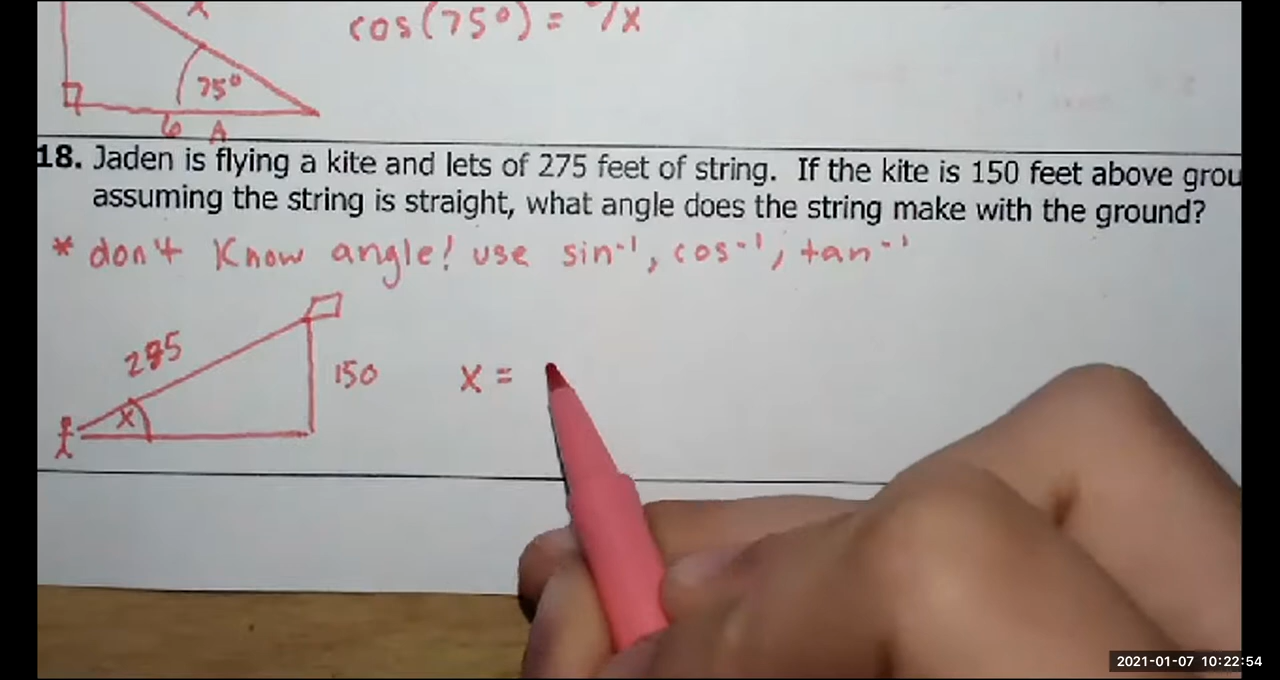 x
cos(75°) = /x
75°
6 A
18. Jaden is flying a kite and lets of 275 feet of string. If the kite is 150 feet above grou
assuming the string is straight, what angle does the string make with the ground?
* don't know angle! use sin⁻¹, cos⁻¹, tan⁻¹
150
x =
x
2021-01-07 10:22:54